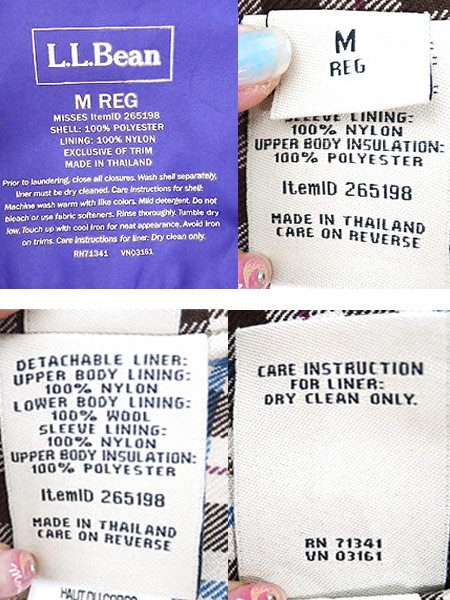 L.L.Bean
M REG
MISSES ItemID 265198
SHELL: 100% POLYESTER
LINING: 100% NYLON
EXCLUSIVE OF TRIM
MADE IN THAILAND
Prior to laundering, close all closures. Wash shell separately,
liner must be dry cleaned. Care Instructions for shell:
Machine wash warm with like colors. Mild detergent. Do not
bleach or use fabric softeners. Rinse thoroughly. Tumble dry
low. Touch up with cool iron for neat appearance. Avoid Iron
on trims. Care Instructions for liner: Dry clean only.
RN71341 VN03161
M
REG
SLEEVE LINING:
100% NYLON
UPPER BODY INSULATION:
100% POLYESTER
ItemID 265198
MADE IN THAILAND
CARE ON REVERSE
DETACHABLE LINER:
UPPER BODY LINING:
100% NYLON
LOWER BODY LINING:
100% WOOL
SLEEVE LINING:
100% NYLON
UPPER BODY INSULATION:
100% POLYESTER
ItemID 265198
MADE IN THAILAND
CARE ON REVERSE
HAUT DU CORPS
CARE INSTRUCTION
FOR LINER:
DRY CLEAN ONLY.
RN 71341
VN 03161